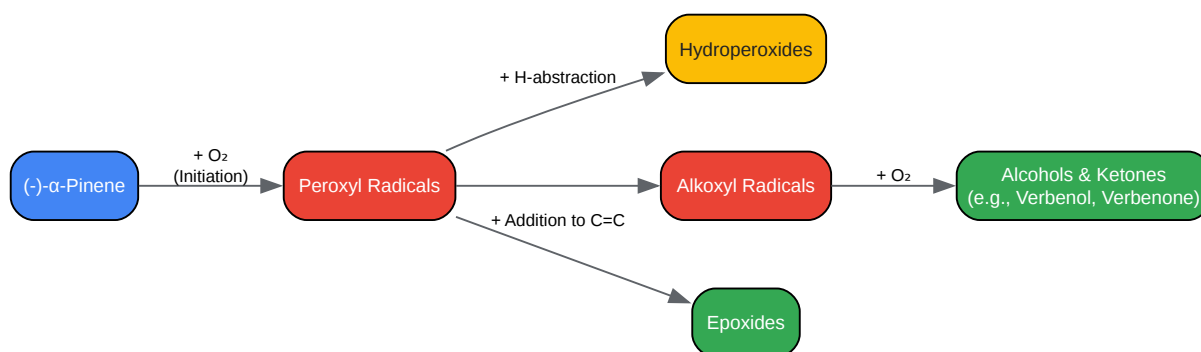 Hydroperoxides
+ H-abstraction
+ O₂
(Initiation)
(-)-α-Pinene
Peroxyl Radicals
Alkoxyl Radicals
+ O₂
Alcohols & Ketones
(e.g., Verbenol, Verbenone)
+ Addition to C=C
Epoxides